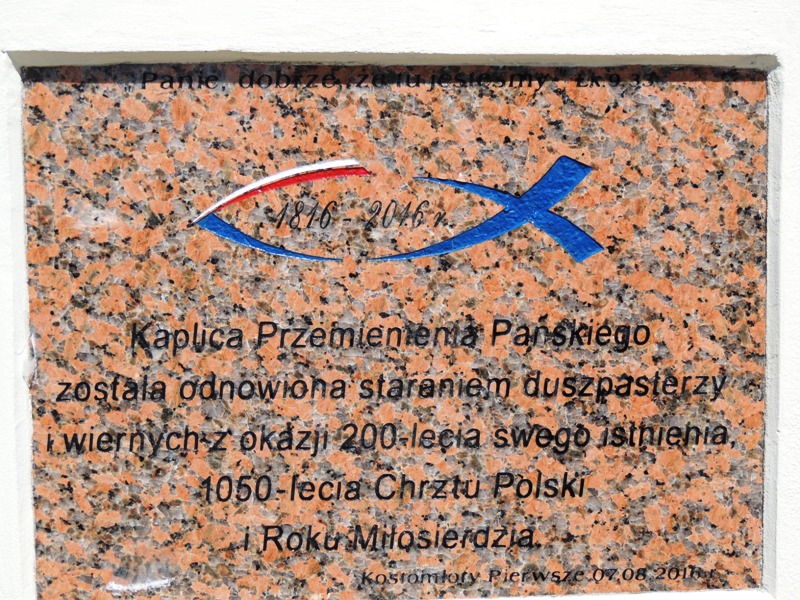 Panie, dobrze, że tu jesteśmy. Łk 9,33
1816 - 2016 r.
Kaplica Przemienienia Pańskiego
została odnowiona staraniem duszpasterzy
i wiernych z okazji 200-lecia swego istnienia,
1050-lecia Chrztu Polski
i Roku Miłosierdzia.
Kostomłoty Pierwsze 07.08.2016 r.